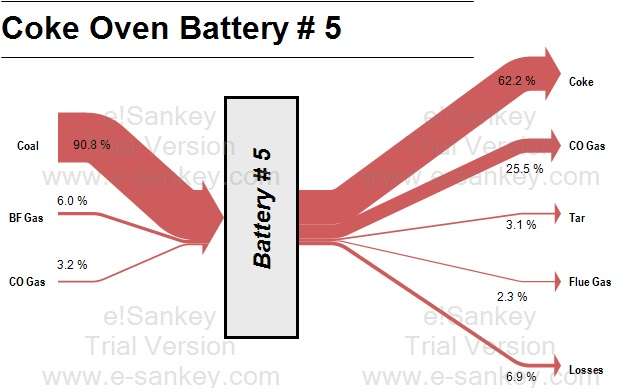 Coke Oven Battery # 5
62.2 %
Coke
e!Sankey
Trial Version
www.e-sankey.com
e!Sankey
Trial Version
www.e-sankey.com
Coal
90.8 %
CO Gas
25.5 %
6.0 %
BF Gas
Battery # 5
Tar
3.1 %
3.2 %
CO Gas
Flue Gas
2.3 %
e!Sankey
Trial Version
www.e-sankey.com
e!Sankey
Trial Version
www.e-sankey.com
Losses
6.9 %